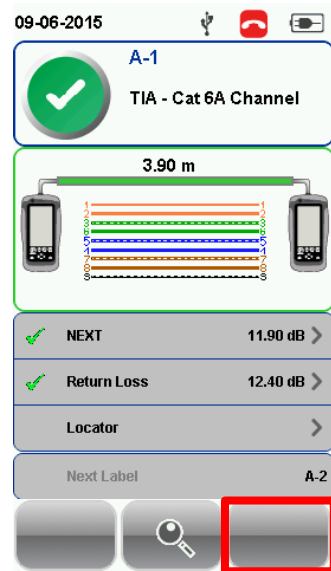 09-06-2015
A-1
TIA - Cat 6A Channel
3.90 m
1 1
2 2
3 3
6 6
5 5
4 4
7 7
8 8
S S
NEXT 11.90 dB
Return Loss 12.40 dB
Locator
Next Label A-2